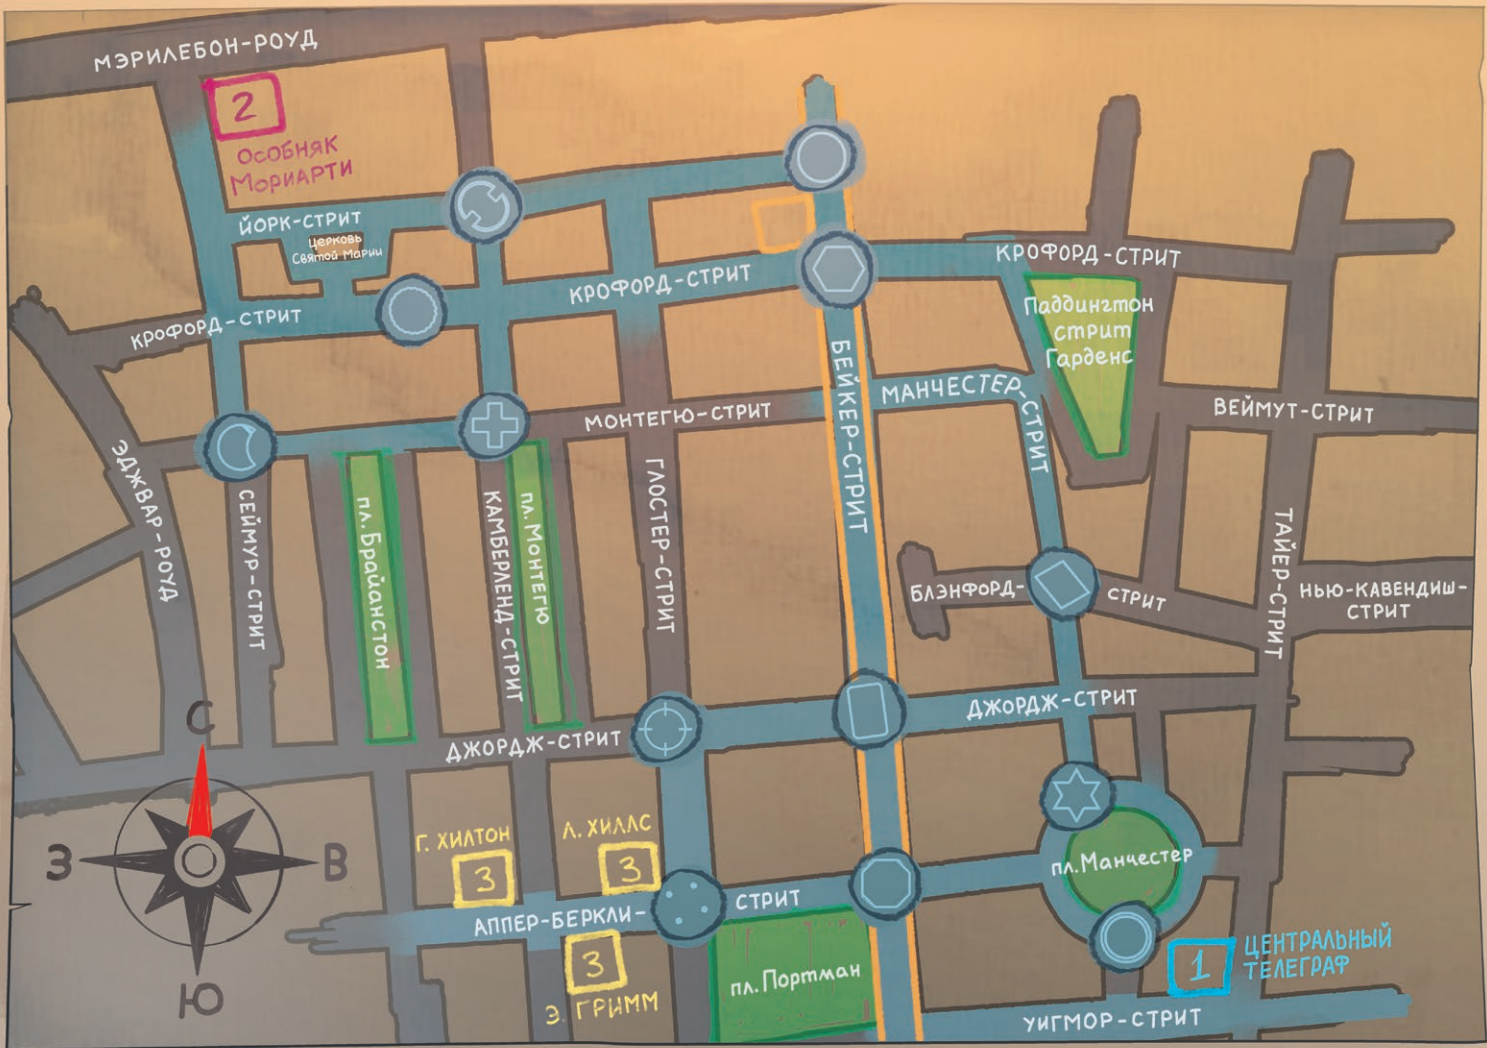 МЭРИЛЕБОН-РОУД
2
ОСОБНЯК
МОРИАРТИ
ЙОРК-СТРИТ
Церковь
Святой Марии
КРОФОРД-СТРИТ
КРОФОРД-СТРИТ
КРОФОРД-СТРИТ
Паддингтон
стрит
Гарденс
БЕЙКЕР-СТРИТ
МАНЧЕСТЕР-СТРИТ
МОНТЕГЮ-СТРИТ
ВЕЙМУТ-СТРИТ
ЭДЖВАР-РОУД
СЕЙМУР-СТРИТ
пл. Брайанстон
КАМБЕРЛЕНД-СТРИТ
пл. Монтегю
ГЛОСТЕР-СТРИТ
ТАЙЕР-СТРИТ
БЛЭНФОРД-
СТРИТ
НЬЮ-КАВЕНДИШ-
СТРИТ
ДЖОРДЖ-СТРИТ
ДЖОРДЖ-СТРИТ
С
З
В
Ю
Г. ХИЛТОН
3
Л. ХИЛЛС
3
АППЕР-БЕРКЛИ-
СТРИТ
3
Э. ГРИММ
пл. Портман
пл. Манчестер
1
ЦЕНТРАЛЬНЫЙ
ТЕЛЕГРАФ
УИГМОР-СТРИТ